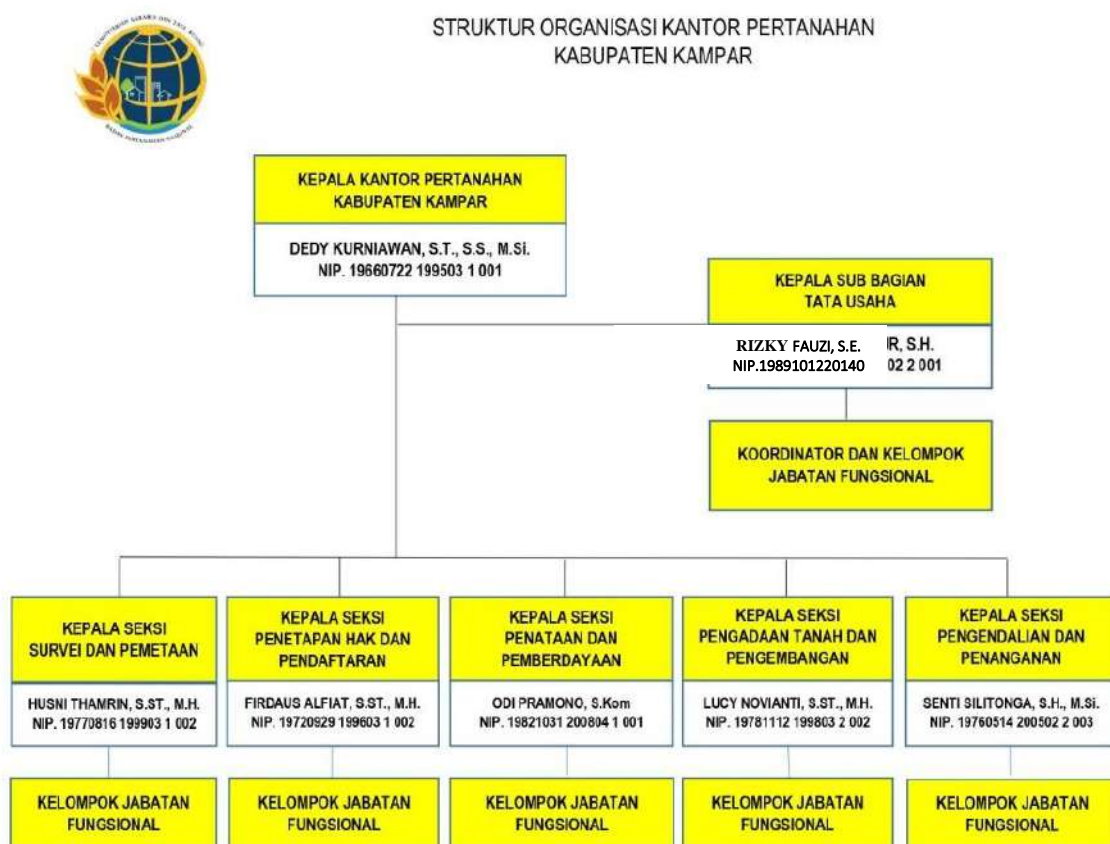 STRUKTUR ORGANISASI KANTOR PERTANAHAN
KABUPATEN KAMPAR
BADAN PERTANAHAN NASIONAL
KEPALA KANTOR PERTANAHAN
KABUPATEN KAMPAR
DEDY KURNIAWAN, S.T., S.S., M.Si.
NIP. 19660722 199503 1 001
KEPALA SUB BAGIAN
TATA USAHA
RIZKY FAUZI, S.E. R, S.H.
NIP.1989101220140 02 2 001
KOORDINATOR DAN KELOMPOK
JABATAN FUNGSIONAL
KEPALA SEKSI
SURVEI DAN PEMETAAN
HUSNI THAMRIN, S.ST., M.H.
NIP. 19770816 199903 1 002
KELOMPOK JABATAN
FUNGSIONAL
KEPALA SEKSI
PENETAPAN HAK DAN
PENDAFTARAN
FIRDAUS ALFIAT, S.ST., M.H.
NIP. 19720929 199603 1 002
KELOMPOK JABATAN
FUNGSIONAL
KEPALA SEKSI
PENATAAN DAN
PEMBERDAYAAN
ODI PRAMONO, S.Kom
NIP. 19821031 200804 1 001
KELOMPOK JABATAN
FUNGSIONAL
KEPALA SEKSI
PENGADAAN TANAH DAN
PENGEMBANGAN
LUCY NOVIANTI, S.ST., M.H.
NIP. 19781112 199803 2 002
KELOMPOK JABATAN
FUNGSIONAL
KEPALA SEKSI
PENGENDALIAN DAN
PENANGANAN
SENTI SILITONGA, S.H., M.Si.
NIP. 19760514 200502 2 003
KELOMPOK JABATAN
FUNGSIONAL